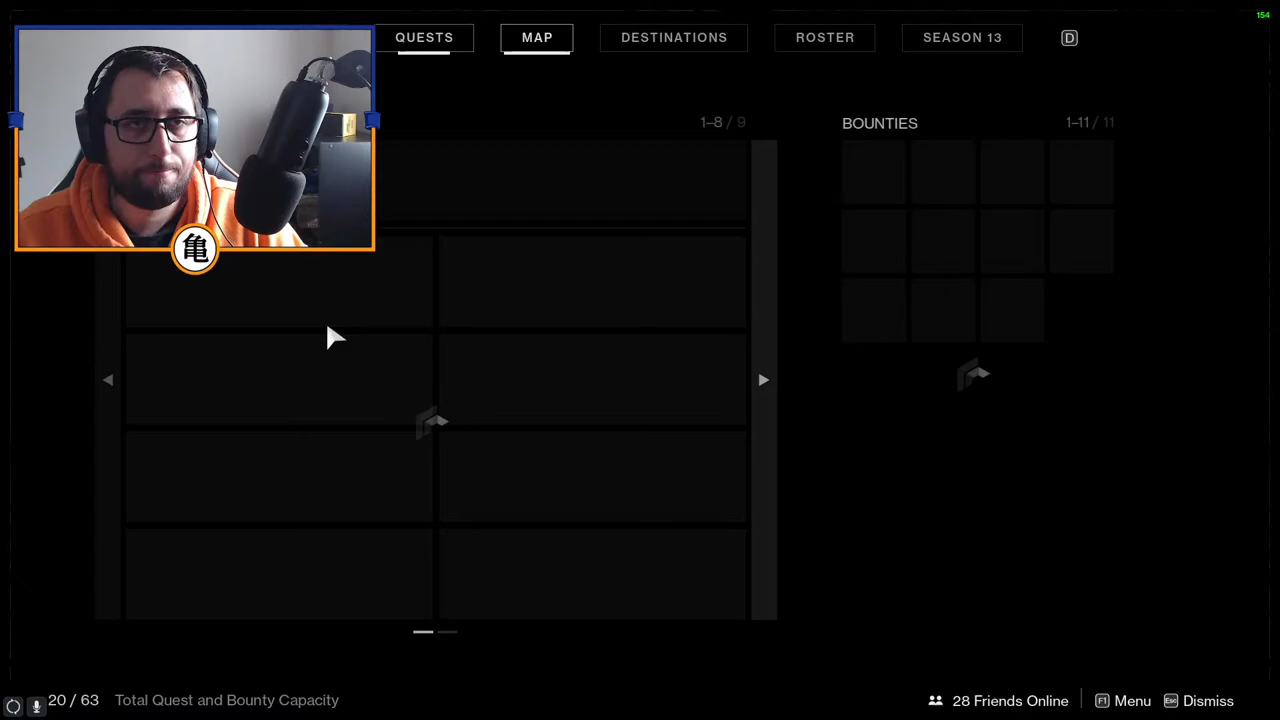 154
QUESTS
MAP
DESTINATIONS
ROSTER
SEASON 13
D
1–8 / 9
BOUNTIES
1–11 / 11
亀
20 / 63
Total Quest and Bounty Capacity
28 Friends Online
F1 Menu
Esc Dismiss